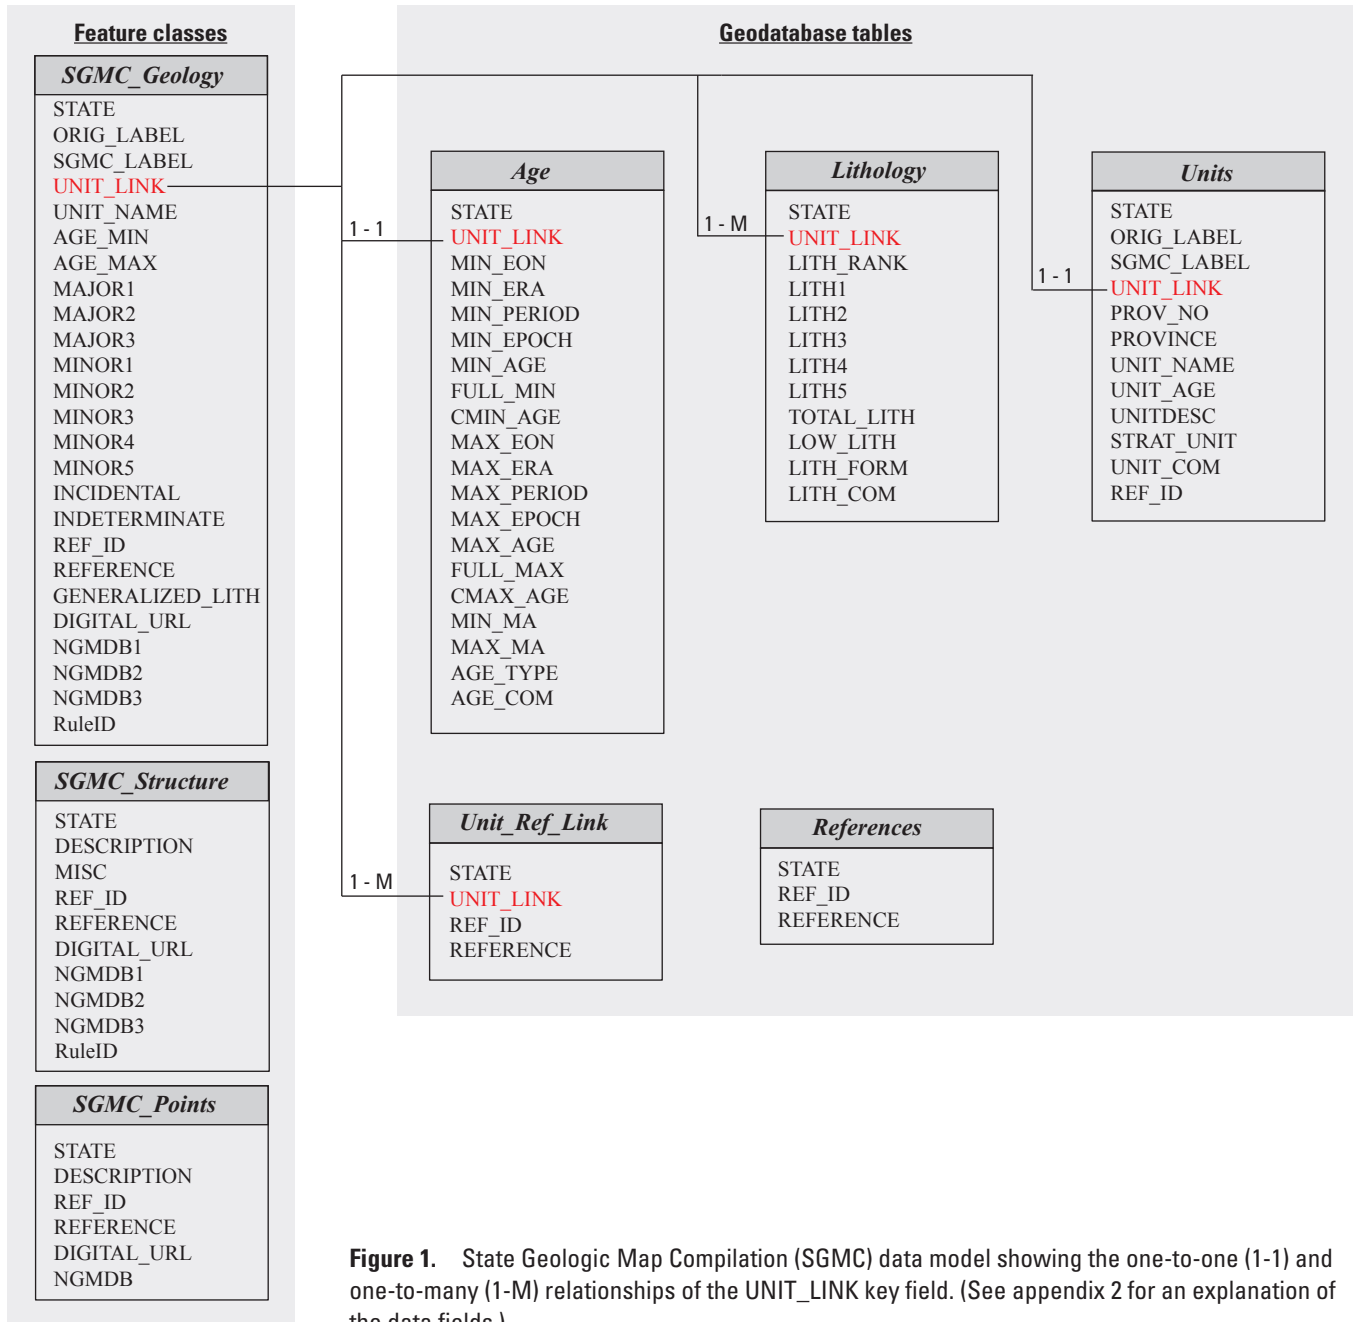 Feature classes
SGMC_Geology
STATE
ORIG_LABEL
SGMC_LABEL
UNIT_LINK
UNIT_NAME
AGE_MIN
AGE_MAX
MAJOR1
MAJOR2
MAJOR3
MINOR1
MINOR2
MINOR3
MINOR4
MINOR5
INCIDENTAL
INDETERMINATE
REF_ID
REFERENCE
GENERALIZED_LITH
DIGITAL_URL
NGMDB1
NGMDB2
NGMDB3
RuleID
SGMC_Structure
STATE
DESCRIPTION
MISC
REF_ID
REFERENCE
DIGITAL_URL
NGMDB1
NGMDB2
NGMDB3
RuleID
SGMC_Points
STATE
DESCRIPTION
REF_ID
REFERENCE
DIGITAL_URL
NGMDB
Geodatabase tables
1 - 1
Age
STATE
UNIT_LINK
MIN_EON
MIN_ERA
MIN_PERIOD
MIN_EPOCH
MIN_AGE
FULL_MIN
CMIN_AGE
MAX_EON
MAX_ERA
MAX_PERIOD
MAX_EPOCH
MAX_AGE
FULL_MAX
CMAX_AGE
MIN_MA
MAX_MA
AGE_TYPE
AGE_COM
1 - M
Lithology
STATE
UNIT_LINK
LITH_RANK
LITH1
LITH2
LITH3
LITH4
LITH5
TOTAL_LITH
LOW_LITH
LITH_FORM
LITH_COM
1 - 1
Units
STATE
ORIG_LABEL
SGMC_LABEL
UNIT_LINK
PROV_NO
PROVINCE
UNIT_NAME
UNIT_AGE
UNITDESC
STRAT_UNIT
UNIT_COM
REF_ID
1 - M
Unit_Ref_Link
STATE
UNIT_LINK
REF_ID
REFERENCE
References
STATE
REF_ID
REFERENCE
Figure 1. State Geologic Map Compilation (SGMC) data model showing the one-to-one (1-1) and
one-to-many (1-M) relationships of the UNIT_LINK key field. (See appendix 2 for an explanation of
the data fields.)